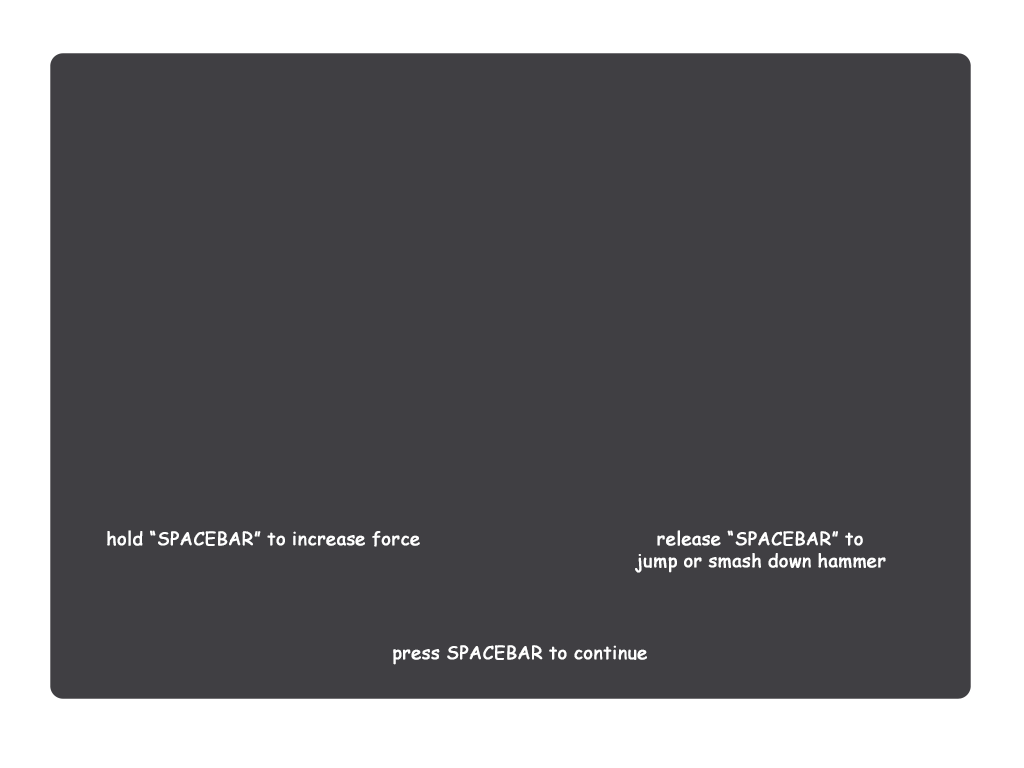 hold “SPACEBAR” to increase force
release “SPACEBAR” to
jump or smash down hammer
press SPACEBAR to continue